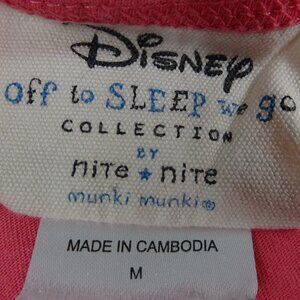 Disney
off to SLEEP we go
COLLECTION
BY
nite ★ nite
munki munki®
MADE IN CAMBODIA
M